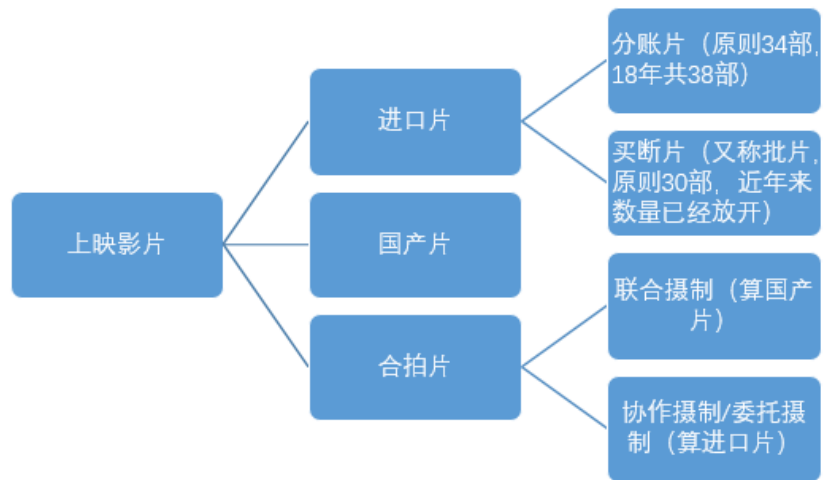 上映影片
进口片
国产片
合拍片
分账片（原则34部,
18年共38部）
买断片（又称批片,
原则30部，近年来
数量已经放开）
联合摄制（算国产
片）
协作摄制/委托摄
制（算进口片）